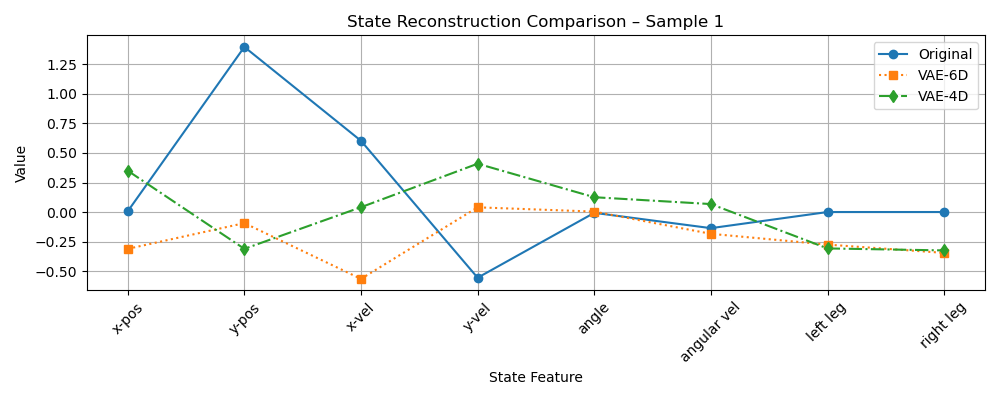 State Reconstruction Comparison – Sample 1
Original
VAE-6D
VAE-4D
Value
1.25
1.00
0.75
0.50
0.25
0.00
−0.25
−0.50
x-pos
y-pos
x-vel
y-vel
angle
angular vel
left leg
right leg
State Feature